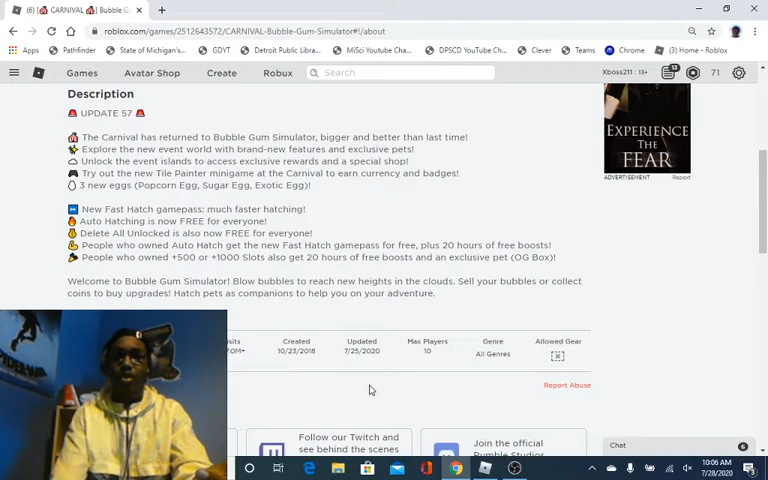 (6) [🎪 CARNIVAL 🎪] Bubble G
roblox.com/games/2512643572/CARNIVAL-Bubble-Gum-Simulator#!/about
Apps Pathfinder State of Michigan's... GDYT Detroit Public Librar... MiSci Youtube Chan... DPSCD YouTube Ch... Clever Teams Chrome (3) Home - Roblox
Games Avatar Shop Create Robux Search Xboss211 : 13+ 13 71
Description
🚨 UPDATE 57 🚨
🎪 The Carnival has returned to Bubble Gum Simulator, bigger and better than last time!
✨ Explore the new event world with brand-new features and exclusive pets!
☁️ Unlock the event islands to access exclusive rewards and a special shop!
🎮 Try out the new Tile Painter minigame at the Carnival to earn currency and badges!
🥚 3 new eggs (Popcorn Egg, Sugar Egg, Exotic Egg)!
⏩ New Fast Hatch gamepass: much faster hatching!
🔥 Auto Hatching is now FREE for everyone!
💰 Delete All Unlocked is also now FREE for everyone!
💪 People who owned Auto Hatch get the new Fast Hatch gamepass for free, plus 20 hours of free boosts!
🎉 People who owned +500 or +1000 Slots also get 20 hours of free boosts and an exclusive pet (OG Box)!
Welcome to Bubble Gum Simulator! Blow bubbles to reach new heights in the clouds. Sell your bubbles or collect
coins to buy upgrades! Hatch pets as companions to help you on your adventure.
EXPERIENCE
THE
FEAR
ADVERTISEMENT Report
Created Updated Max Players Genre Allowed Gear
10/23/2018 7/25/2020 10 All Genres
Report Abuse
Follow our Twitch and
see behind the scenes
Join the official
Rumble Studios
Chat 6
10:06 AM
7/28/2020
3